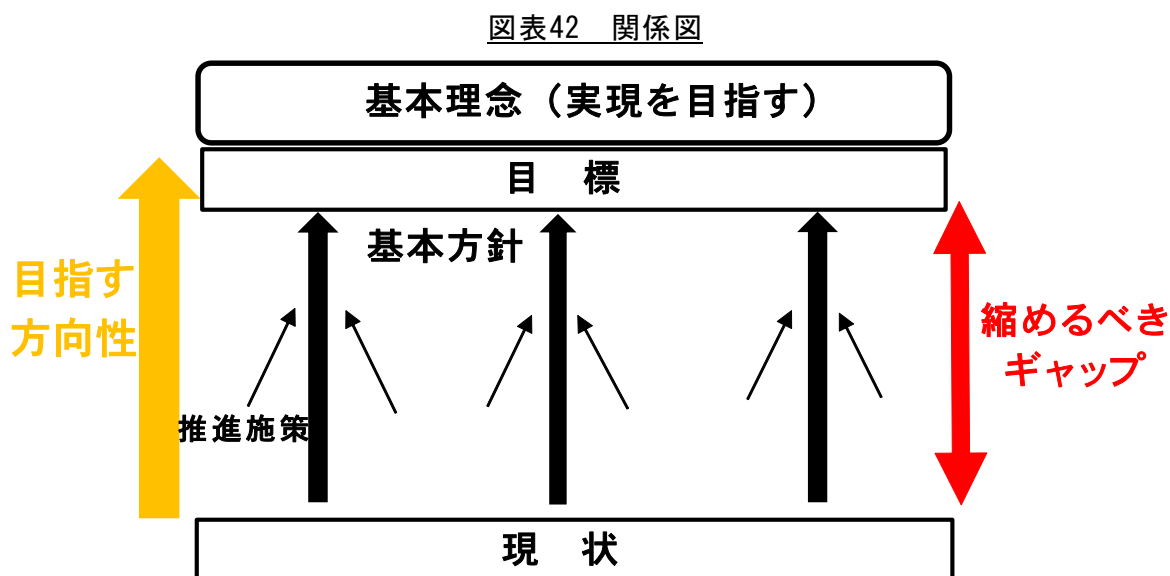 図表42　関係図
基本理念（実現を目指す）
目　標
基本方針
目指す
方向性
縮めるべき
ギャップ
推進施策
現　状